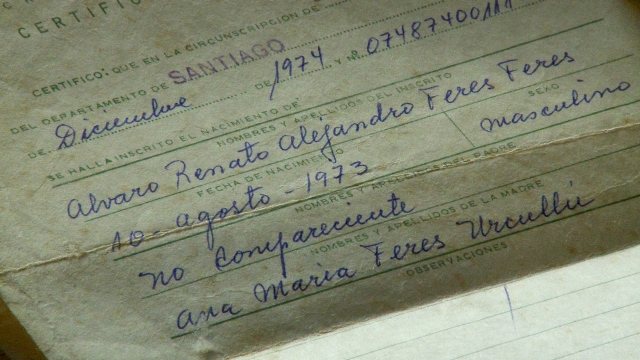 CERTIFIC
CERTIFICO: QUE EN LA CIRCUNSCRIPCION DE
DEL DEPARTAMENTO DE SANTIAGO
DE Diciembre DE 1974 Y Nº 07487400111
SE HALLA INSCRITO EL NACIMIENTO DE
NOMBRES Y APELLIDOS DEL INSCRITO
SEXO
Alvaro Renato Alejandro Feres Feres masculino
FECHA DE NACIMIENTO
10 - agosto - 1973
NOMBRES Y APELLIDOS DEL PADRE
no compareciente
NOMBRES Y APELLIDOS DE LA MADRE
Ana Maria Feres Urcullú
OBSERVACIONES